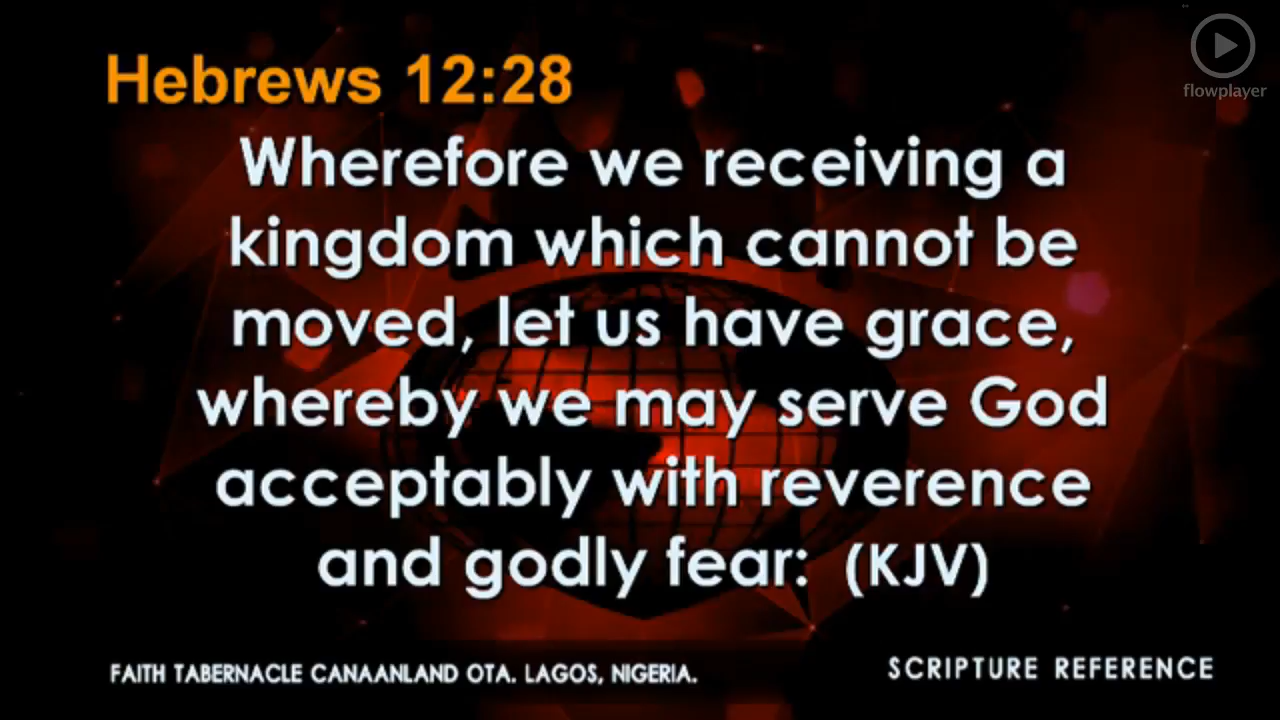 flowplayer
Hebrews 12:28
Wherefore we receiving a
kingdom which cannot be
moved, let us have grace,
whereby we may serve God
acceptably with reverence
and godly fear: (KJV)
FAITH TABERNACLE CANAANLAND OTA. LAGOS, NIGERIA.
SCRIPTURE REFERENCE